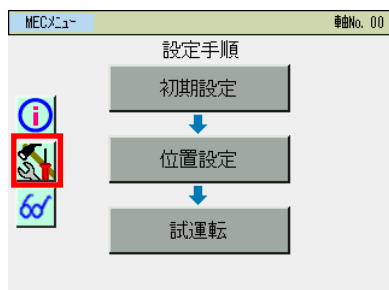 MECﾒﾆｭｰ
軸No. 00
設定手順
初期設定
位置設定
試運転